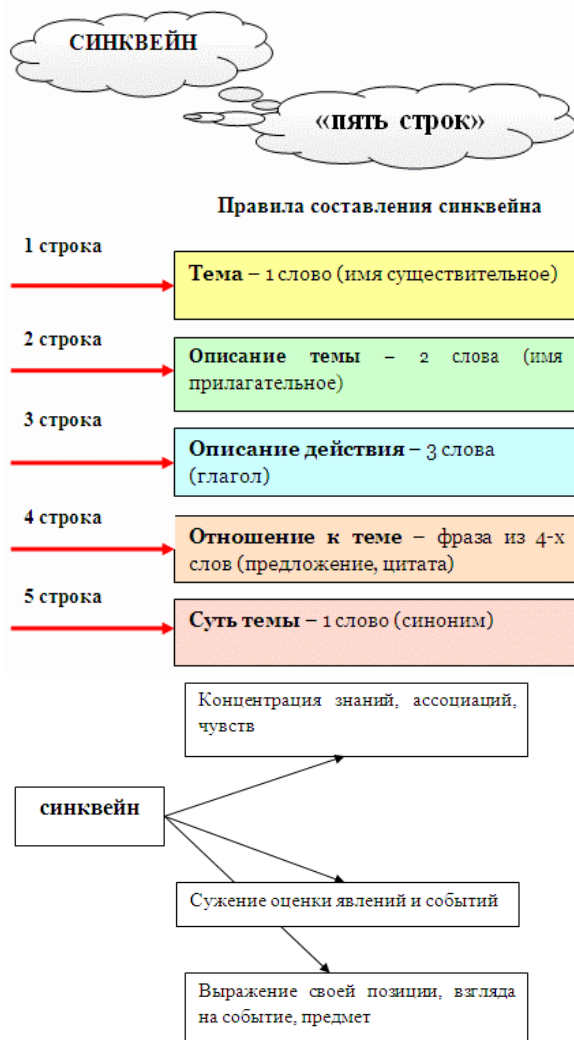 СИНКВЕЙН
«пять строк»
Правила составления синквейна
1 строка
Тема – 1 слово (имя существительное)
2 строка
Описание темы – 2 слова (имя
прилагательное)
3 строка
Описание действия – 3 слова
(глагол)
4 строка
Отношение к теме – фраза из 4-х
слов (предложение, цитата)
5 строка
Суть темы – 1 слово (синоним)
Концентрация знаний, ассоциаций,
чувств
синквейн
Сужение оценки явлений и событий
Выражение своей позиции, взгляда
на событие, предмет